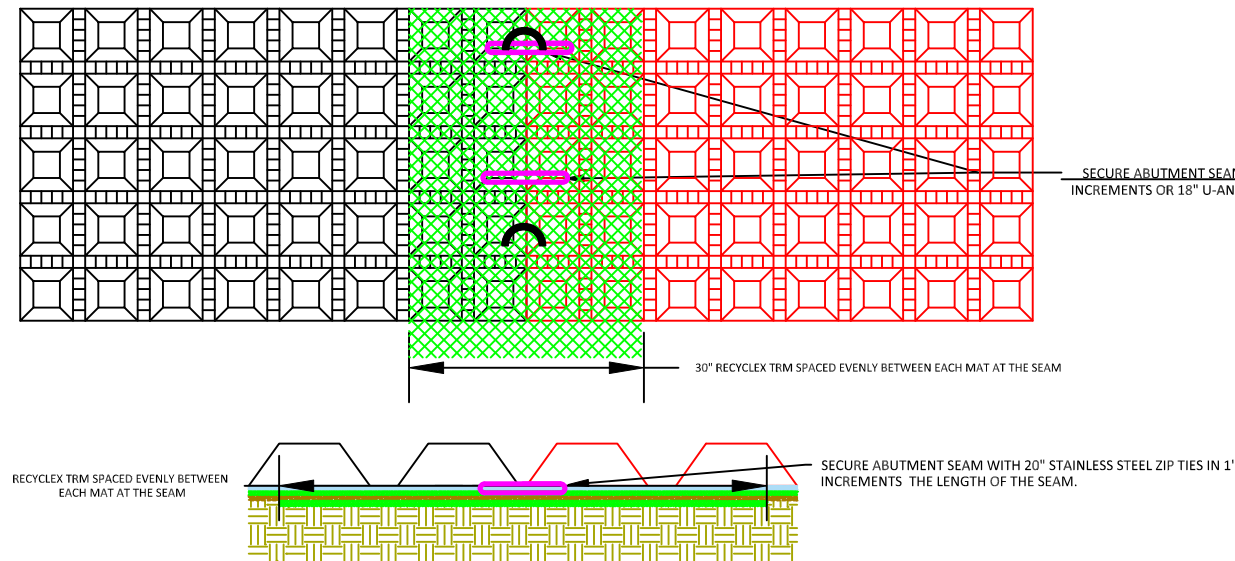 SECURE ABUTMENT
INCREMENTS OR 18"
30" RECYCLEX TRM SPACED EVENLY BETWEEN EACH MAT AT THE SEAM
RECYCLEX TRM SPACED EVENLY BETWEEN
EACH MAT AT THE SEAM
SECURE ABUTMENT SEAM WITH 20" STAINLESS STEEL ZIP TIES IN 1'
INCREMENTS THE LENGTH OF THE SEAM.